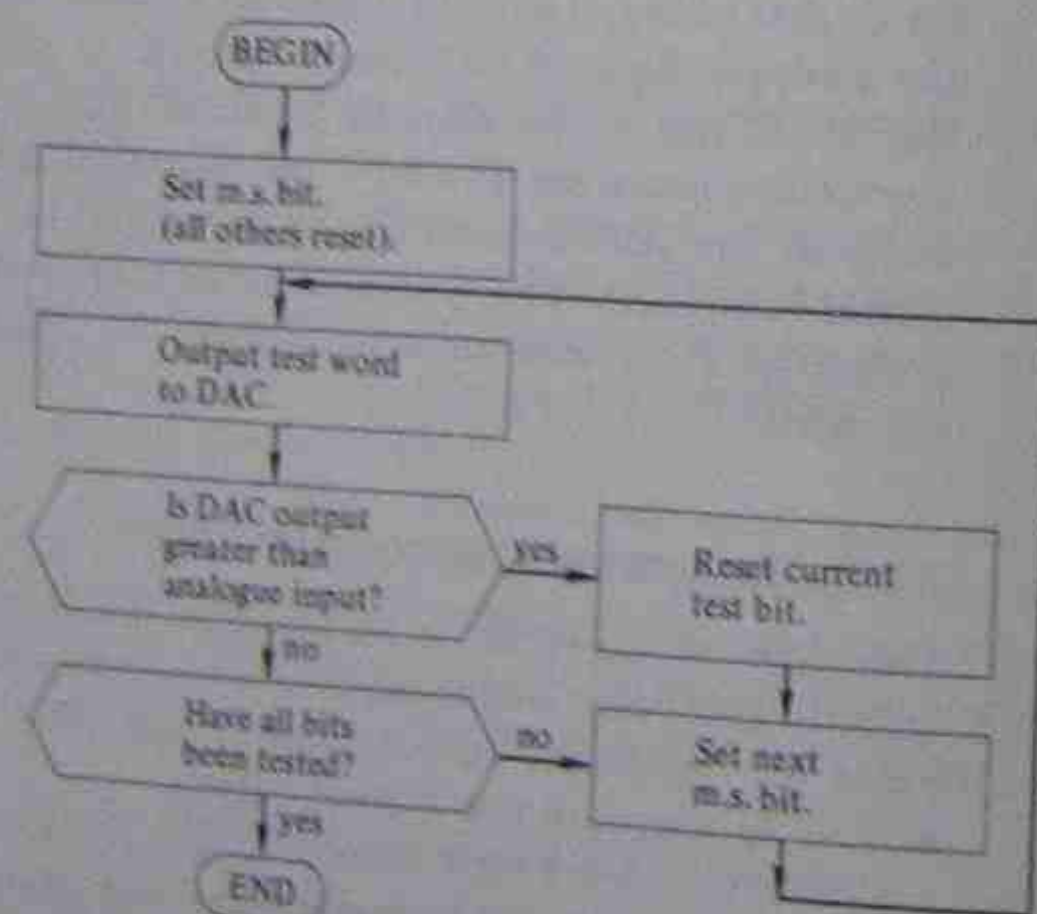 BEGIN
Set m.s. bit.
(all others reset).
Output test word
to DAC.
Is DAC output
greater than
analogue input?
yes
Reset current
test bit.
no
Have all bits
been tested?
no
Set next
m.s. bit.
yes
END